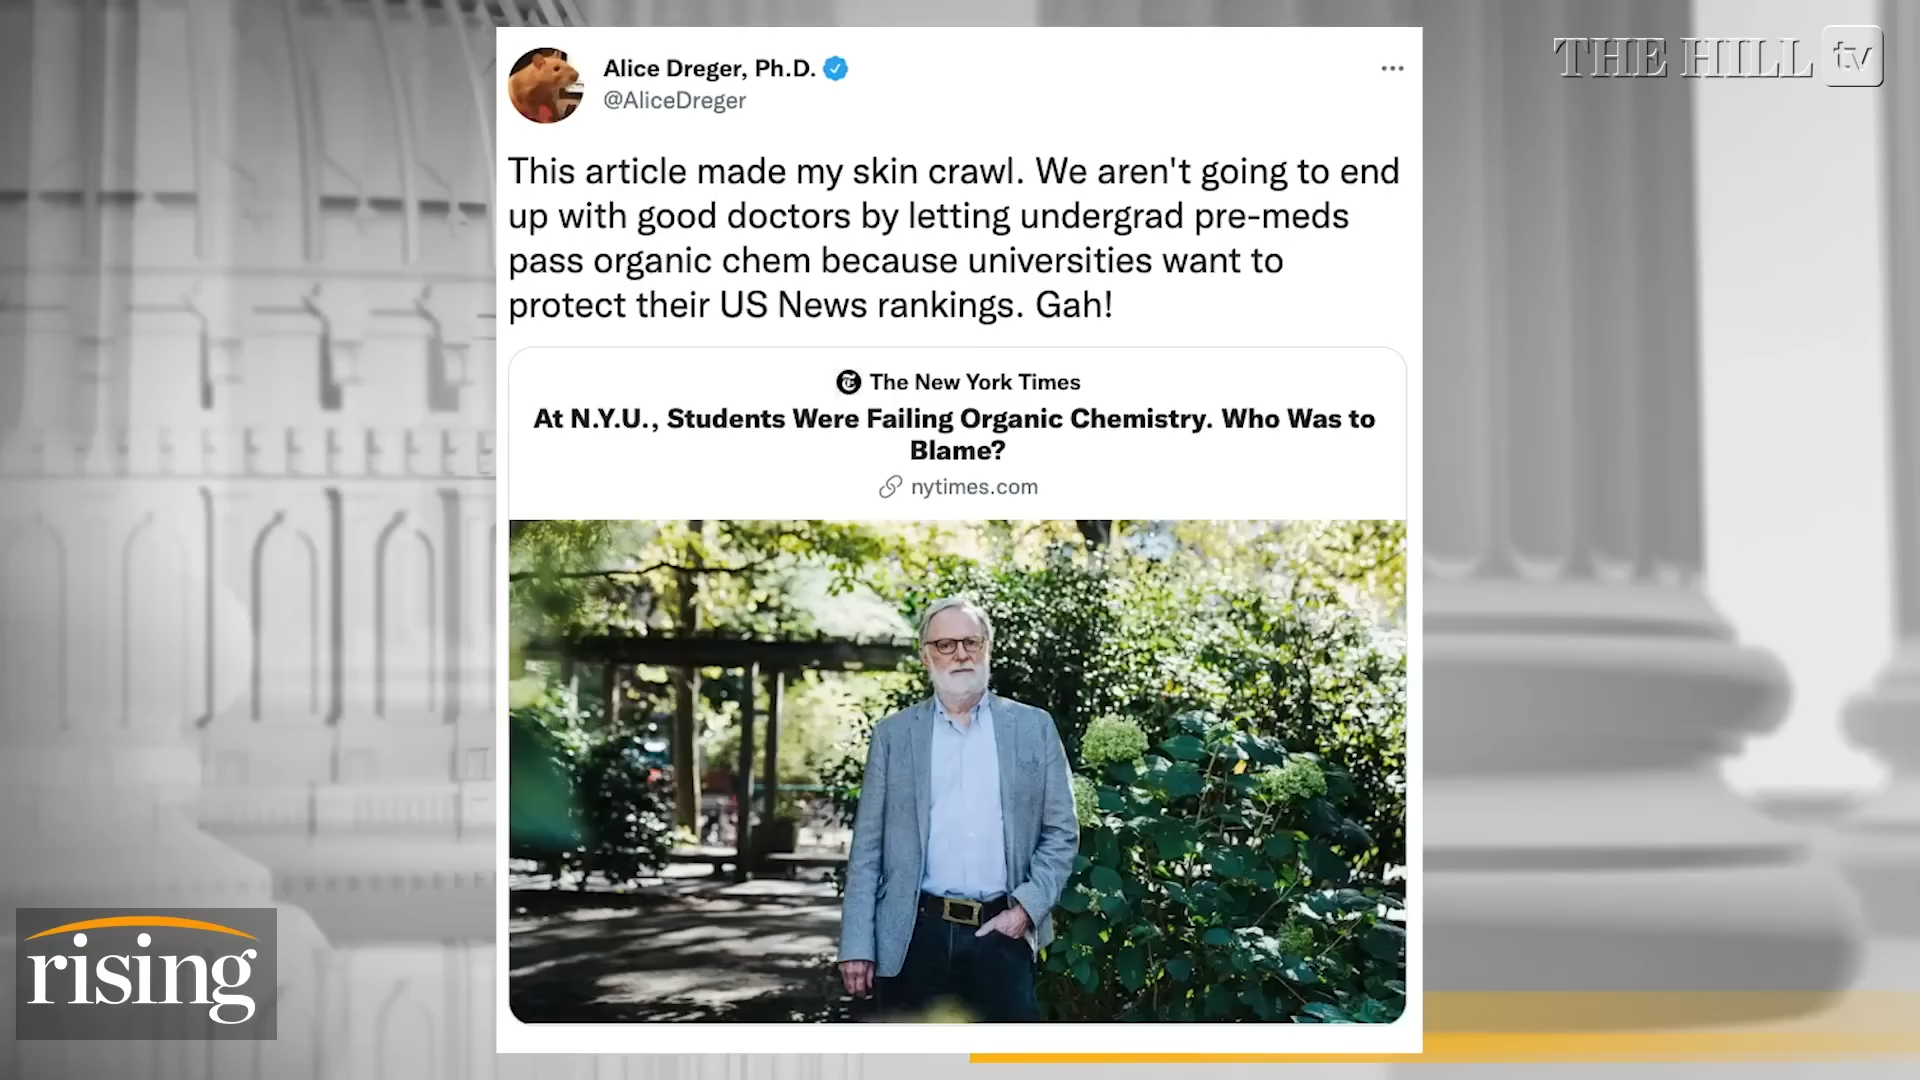 THE HILL tv
Alice Dreger, Ph.D.
@AliceDreger
This article made my skin crawl. We aren't going to end
up with good doctors by letting undergrad pre-meds
pass organic chem because universities want to
protect their US News rankings. Gah!
The New York Times
At N.Y.U., Students Were Failing Organic Chemistry. Who Was to
Blame?
nytimes.com
rising